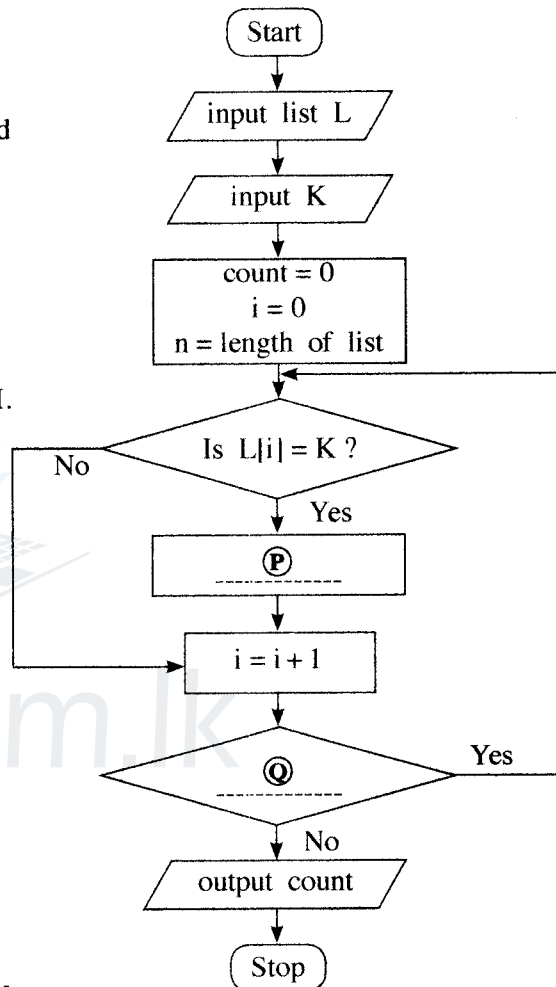 Start
input list L
d
input K
count = 0
i = 0
n = length of list
I.
Is L[i] = K ?
No
Yes
P
i = i + 1
m.lk
Q
Yes
No
output count
Stop